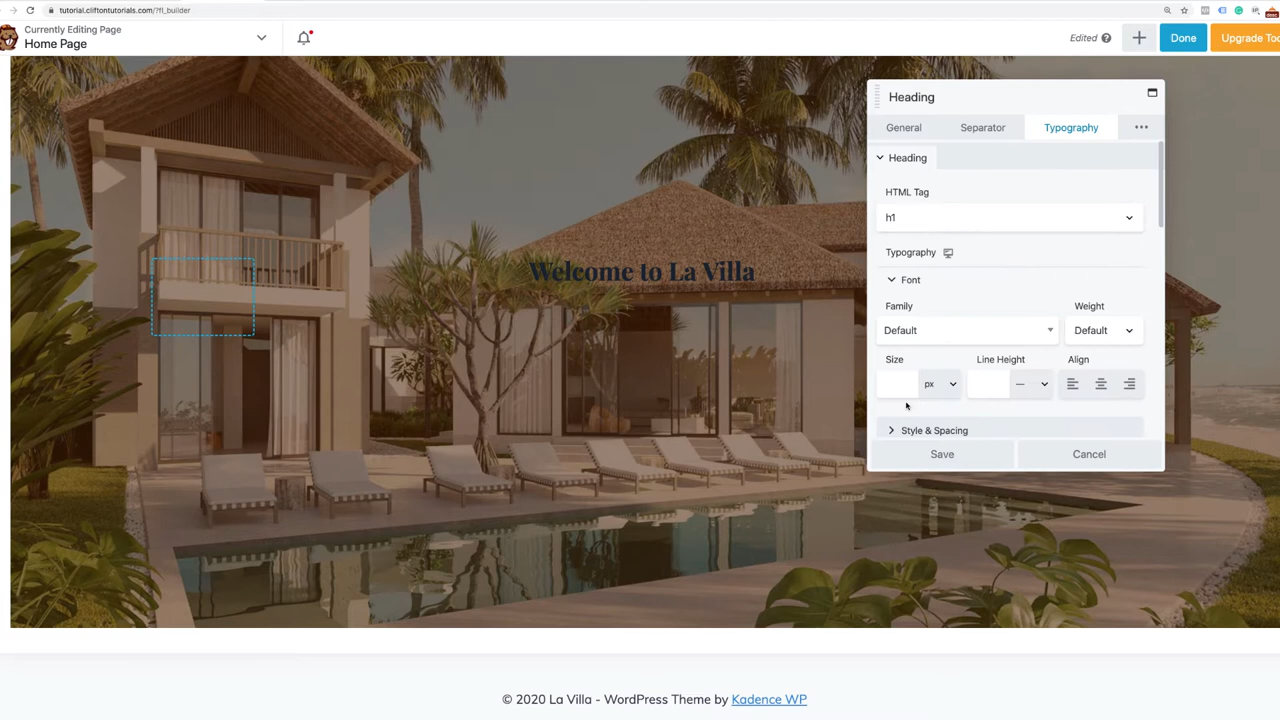 tutorial.cliftontutorials.com/?fl_builder
Currently Editing Page
Home Page
Edited
Done
Upgrade
Heading
General
Separator
Typography
Heading
HTML Tag
h1
Welcome to La Villa
Typography
Font
Family
Weight
Default
Default
Size
Line Height
Align
px
—
Style & Spacing
Save
Cancel
© 2020 La Villa - WordPress Theme by Kadence WP